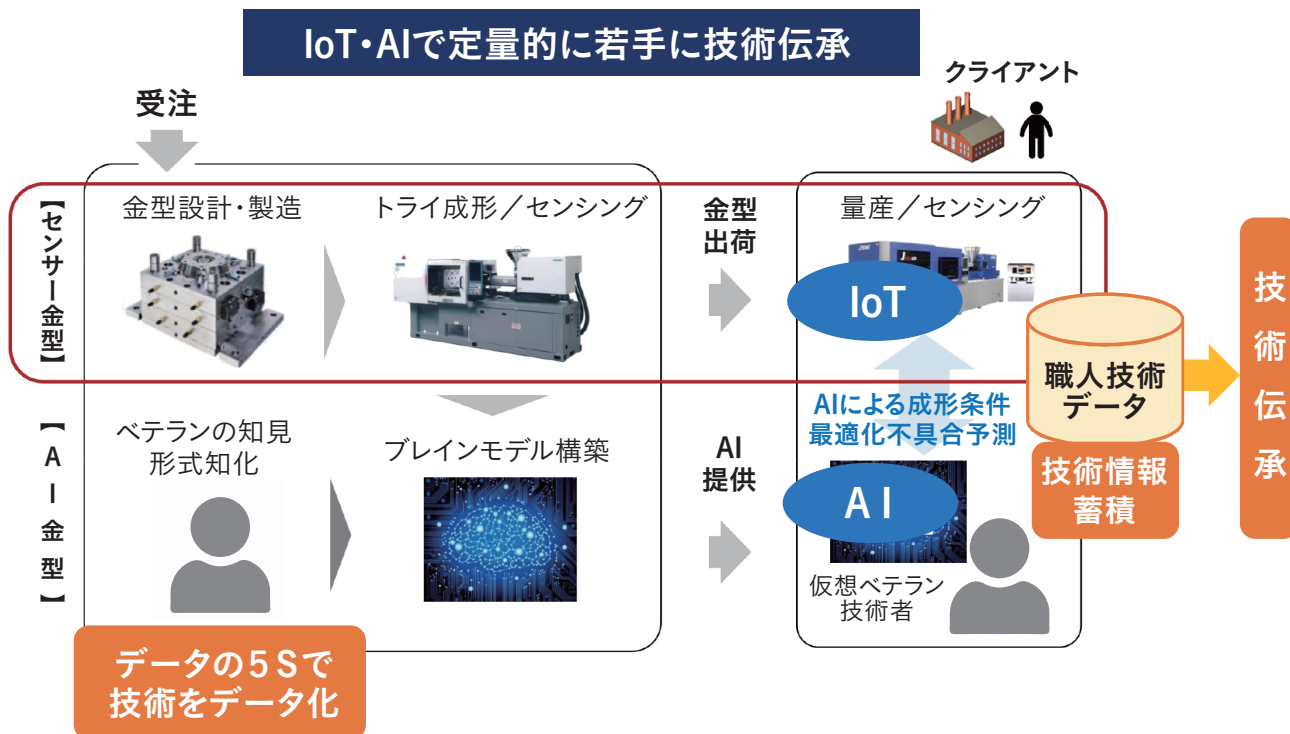 IoT・AIで定量的に若手に技術伝承
クライアント
受注
【センサー金型】
金型設計・製造
トライ成形／センシング
金型
出荷
量産／センシング
IoT
職人技術
データ
技術伝承
【AI金型】
ベテランの知見
形式知化
ブレインモデル構築
AI
提供
AIによる成形条件
最適化不具合予測
AI
技術情報
蓄積
仮想ベテラン
技術者
データの5Sで
技術をデータ化